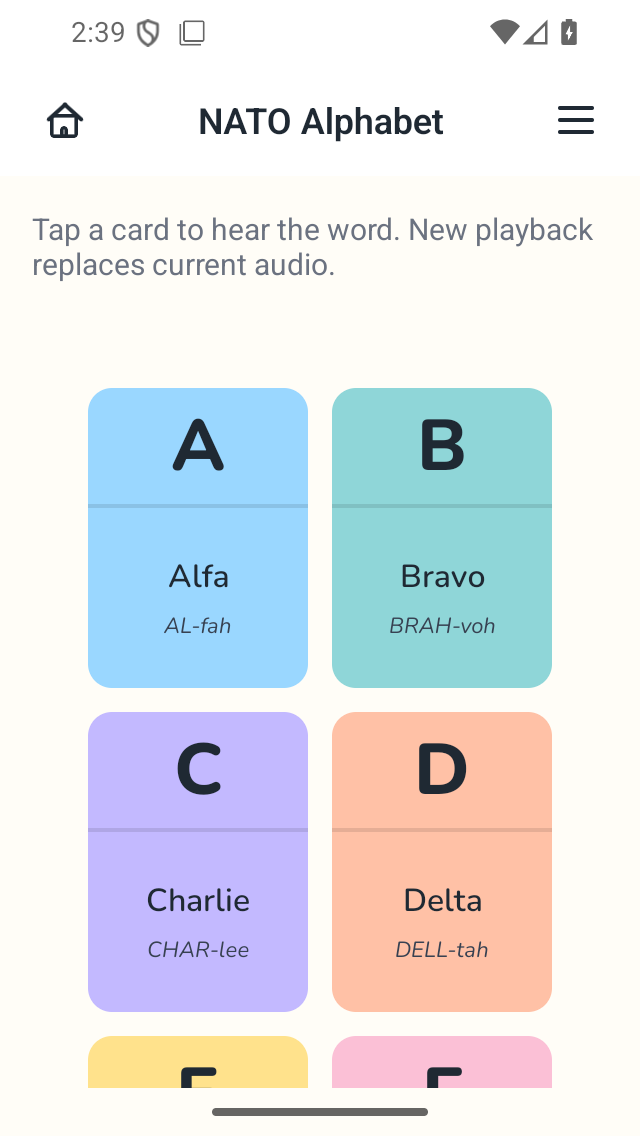 2:39
NATO Alphabet
Tap a card to hear the word. New playback
replaces current audio.
A
B
Alfa
Bravo
AL-fah
BRAH-voh
C
D
Charlie
Delta
CHAR-lee
DELL-tah